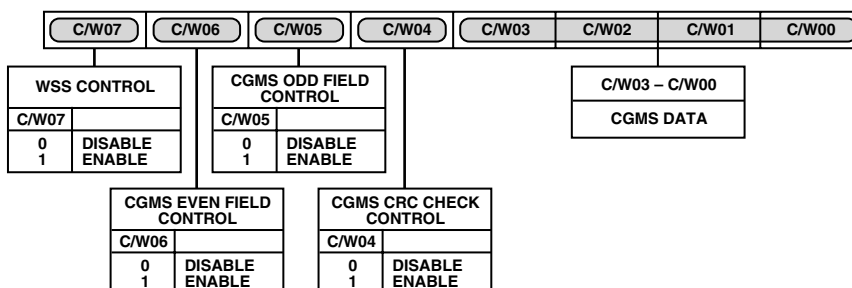 C/W07 C/W06 C/W05 C/W04 C/W03 C/W02 C/W01 C/W00
WSS CONTROL
C/W07
0 DISABLE
1 ENABLE
CGMS ODD FIELD
CONTROL
C/W05
0 DISABLE
1 ENABLE
C/W03 – C/W00
CGMS DATA
CGMS EVEN FIELD
CONTROL
C/W06
0 DISABLE
1 ENABLE
CGMS CRC CHECK
CONTROL
C/W04
0 DISABLE
1 ENABLE